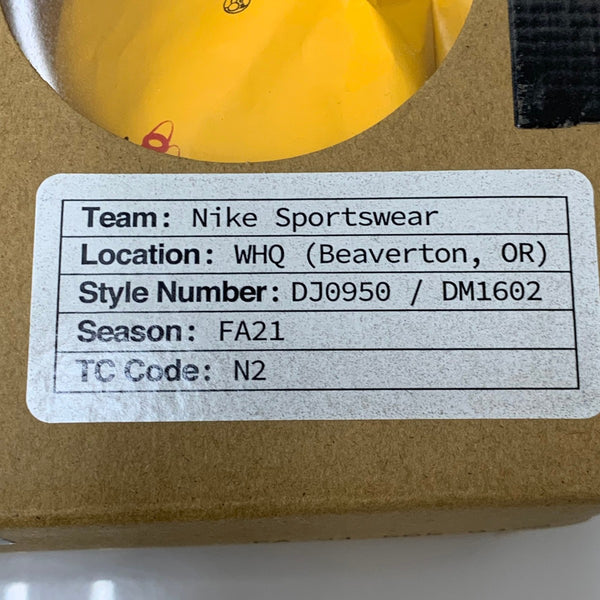 Team: Nike Sportswear
Location: WHQ (Beaverton, OR)
Style Number: DJ0950 / DM1602
Season: FA21
TC Code: N2